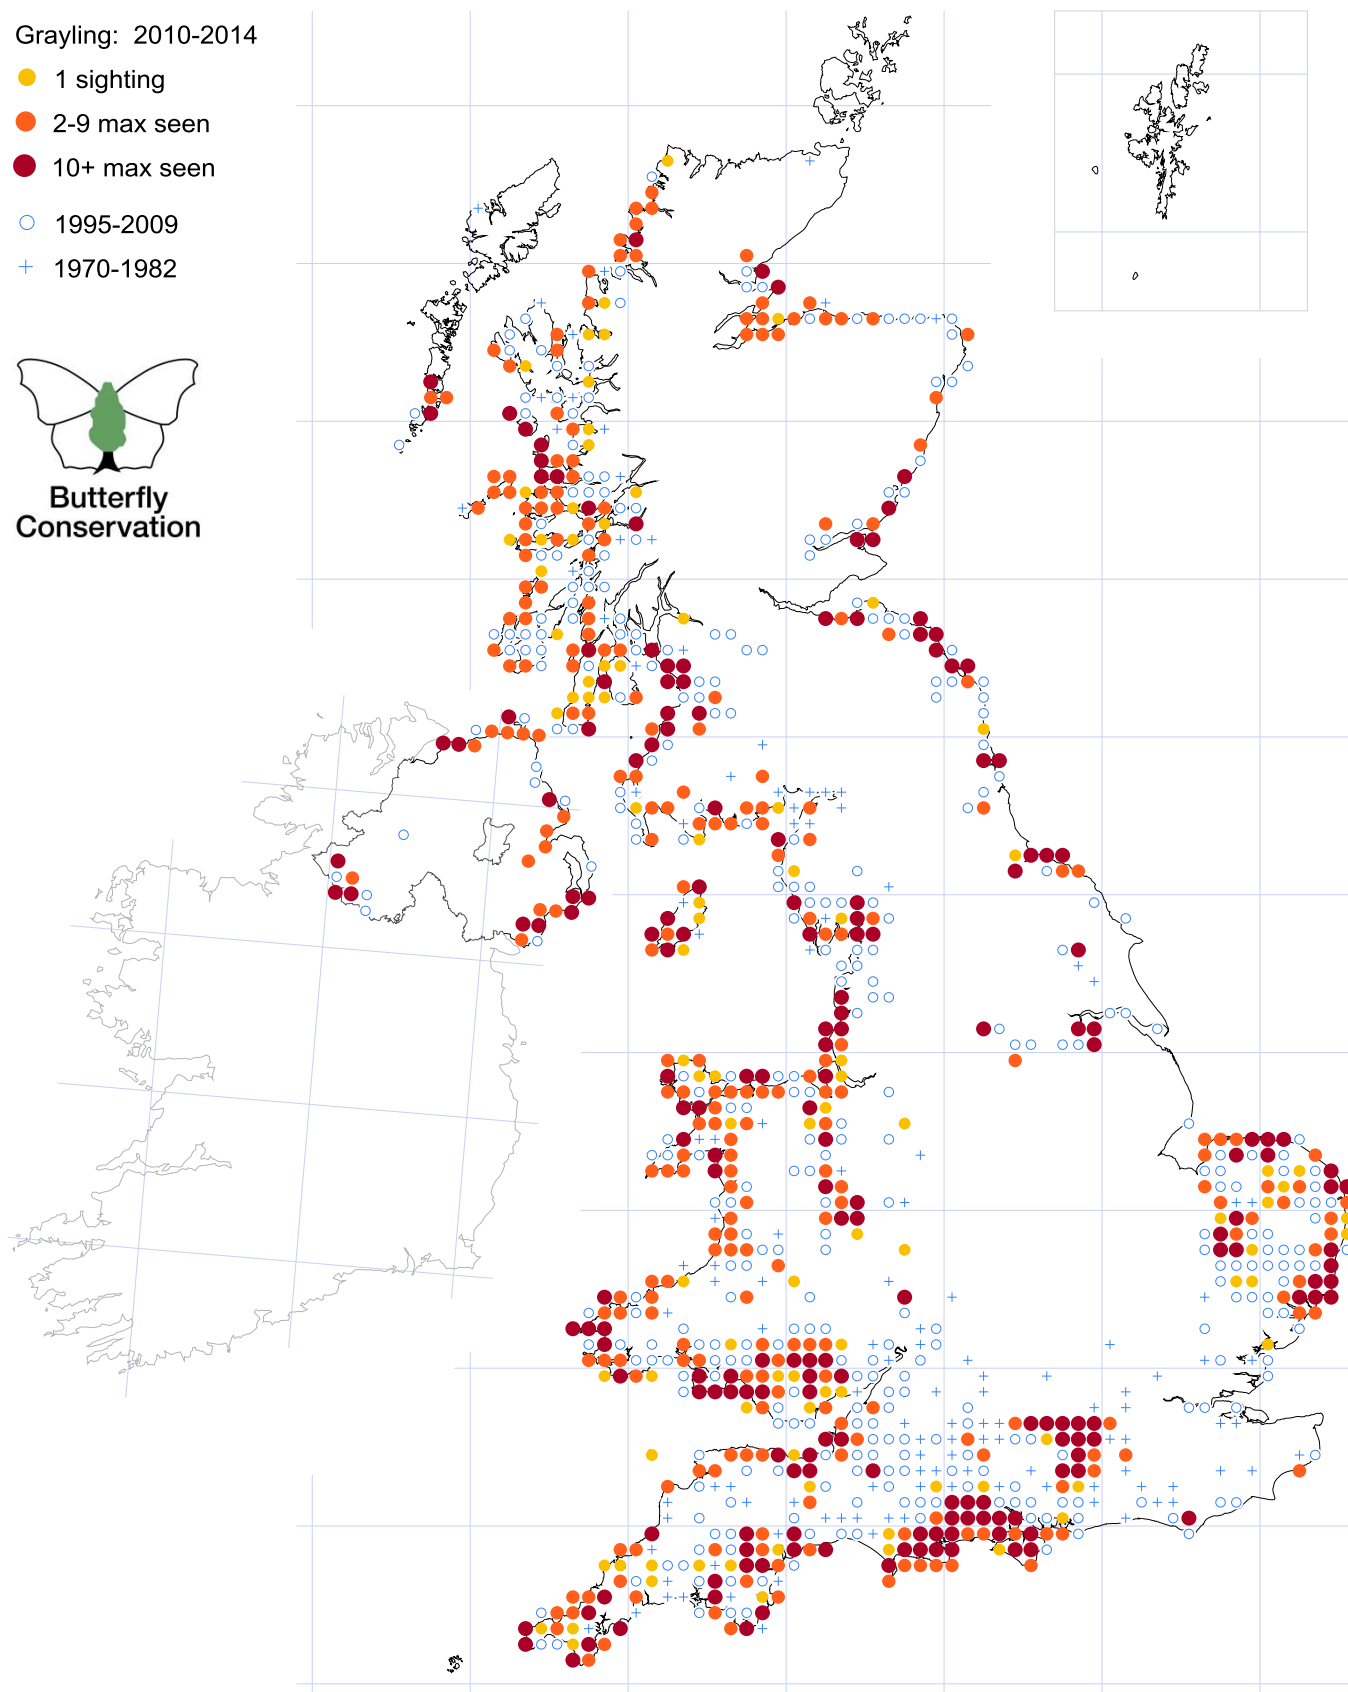 Grayling: 2010-2014
1 sighting
2-9 max seen
10+ max seen
1995-2009
1970-1982
Butterfly
Conservation